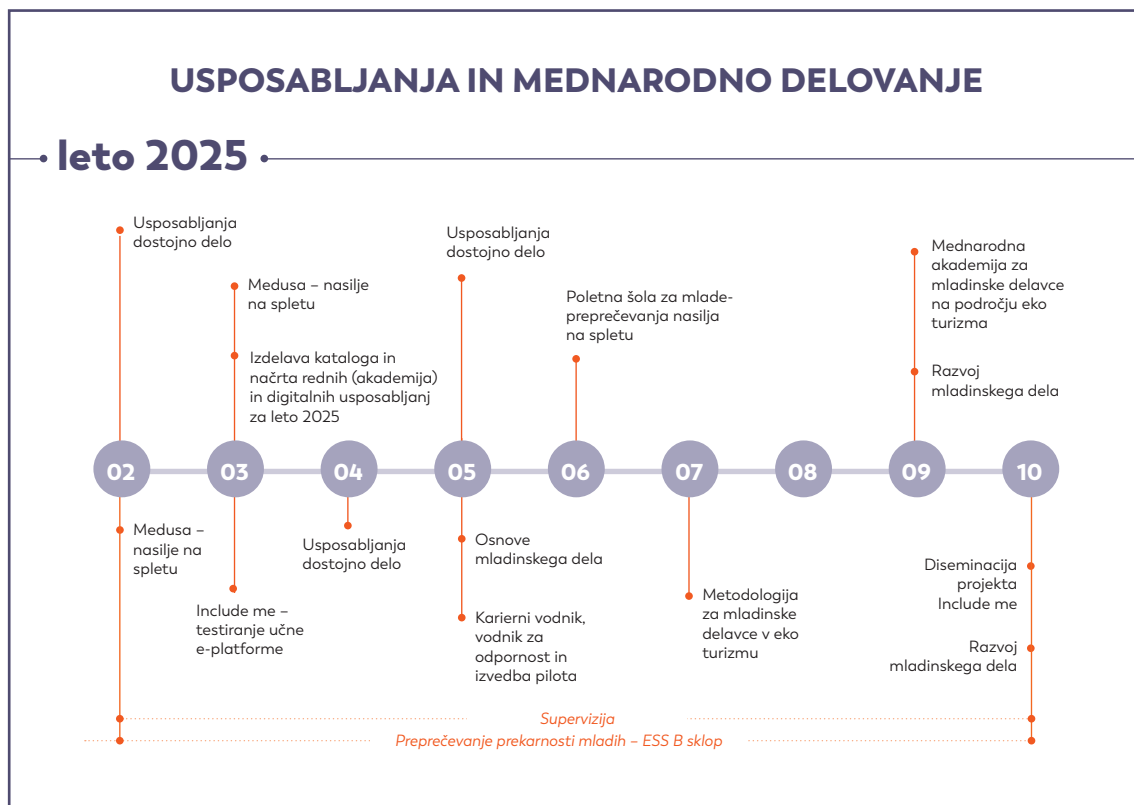 USPOSABLJANJA IN MEDNARODNO DELOVANJE
leto 2025
Usposabljanja
dostojno delo
Medusa – nasilje
na spletu
Izdelava kataloga in
načrta rednih (akademija)
in digitalnih usposabljanj
za leto 2025
Usposabljanja
dostojno delo
Poletna šola za mlade-
preprečevanja nasilja
na spletu
Mednarodna
akademija za
mladinske delavce
na področju eko
turizma
Razvoj
mladinskega dela
02 03 04 05 06 07 08 09 10
Medusa –
nasilje na
spletu
Include me –
testiranje učne
e-platforme
Usposabljanja
dostojno delo
Osnove
mladinskega dela
Karierni vodnik,
vodnik za
odpornost in
izvedba pilota
Metodologija
za mladinske
delavce v eko
turizmu
Diseminacija
projekta
Include me
Razvoj
mladinskega dela
Supervizija
Preprečevanje prekarnosti mladih – ESS B sklop